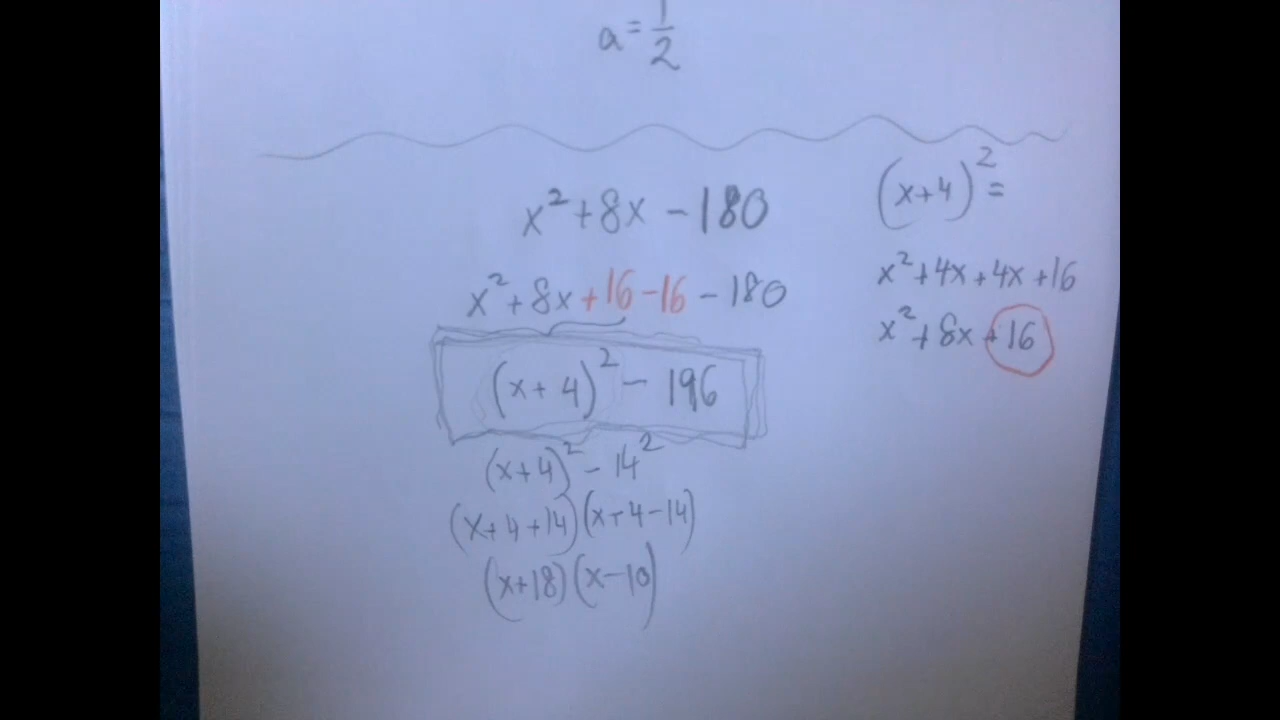 a = 1/2
x² + 8x - 180
x² + 8x + 16 - 16 - 180
(x + 4)² - 196
(x+4)² - 14²
(x + 4 + 14)(x + 4 - 14)
(x+18)(x-10)
(x+4)² =
x² + 4x + 4x + 16
x² + 8x + 16